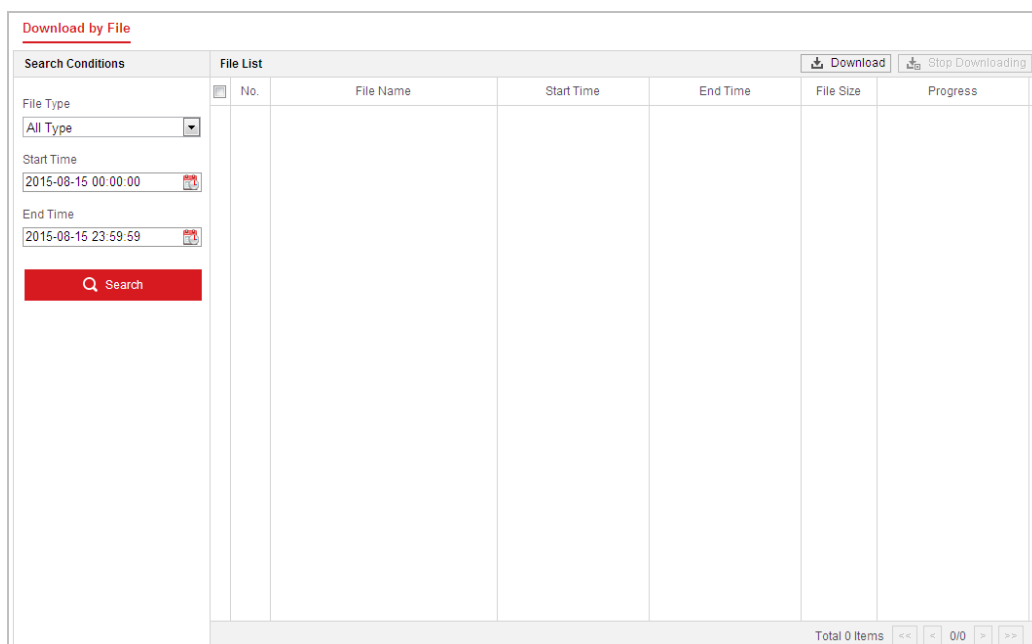 Download by File
Search Conditions
File List
Download
Stop Downloading
No.
File Name
Start Time
End Time
File Size
Progress
File Type
All Type
Start Time
2015-08-15 00:00:00
End Time
2015-08-15 23:59:59
Search
Total 0 Items << < 0/0 > >>